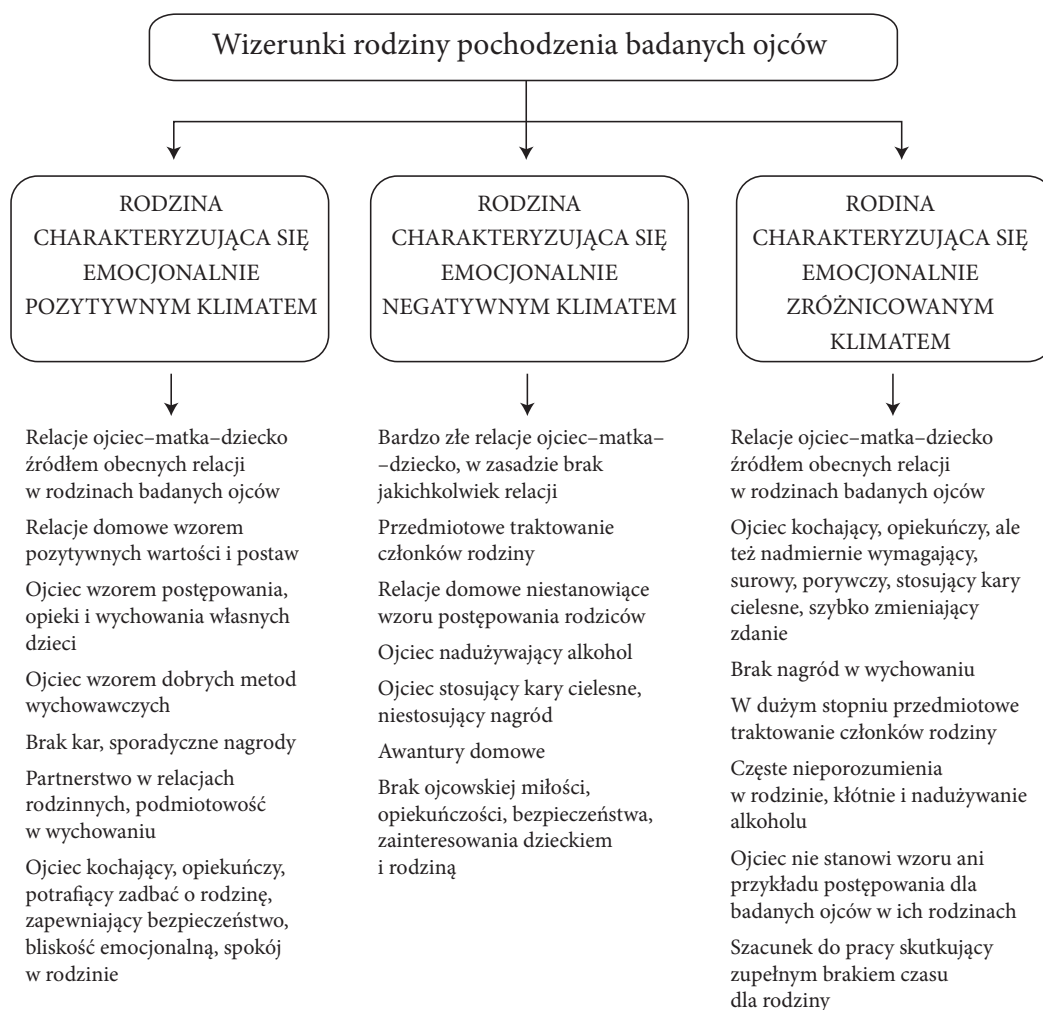 Wizerunki rodziny pochodzenia badanych ojców
RODZINA
CHARAKTERYZUJĄCA SIĘ
EMOCJONALNIE
POZYTYWNYM KLIMATEM
RODZINA
CHARAKTERYZUJĄCA SIĘ
EMOCJONALNIE
NEGATYWNYM KLIMATEM
RODINA
CHARAKTERYZUJĄCA SIĘ
EMOCJONALNIE
ZRÓŻNICOWANYM
KLIMATEM
Relacje ojciec–matka–dziecko
źródłem obecnych relacji
w rodzinach badanych ojców
Relacje domowe wzorem
pozytywnych wartości i postaw
Ojciec wzorem postępowania,
opieki i wychowania własnych
dzieci
Ojciec wzorem dobrych metod
wychowawczych
Brak kar, sporadyczne nagrody
Partnerstwo w relacjach
rodzinnych, podmiotowość
w wychowaniu
Ojciec kochający, opiekuńczy,
potrafiący zadbać o rodzinę,
zapewniający bezpieczeństwo,
bliskość emocjonalną, spokój
w rodzinie
Bardzo złe relacje ojciec–matka–
–dziecko, w zasadzie brak
jakichkolwiek relacji
Przedmiotowe traktowanie
członków rodziny
Relacje domowe niestanowiące
wzoru postępowania rodziców
Ojciec nadużywający alkohol
Ojciec stosujący kary cielesne,
niestosujący nagród
Awantury domowe
Brak ojcowskiej miłości,
opiekuńczości, bezpieczeństwa,
zainteresowania dzieckiem
i rodziną
Relacje ojciec–matka–dziecko
źródłem obecnych relacji
w rodzinach badanych ojców
Ojciec kochający, opiekuńczy, ale
też nadmiernie wymagający,
surowy, porywczy, stosujący kary
cielesne, szybko zmieniający
zdanie
Brak nagród w wychowaniu
W dużym stopniu przedmiotowe
traktowanie członków rodziny
Częste nieporozumienia
w rodzinie, kłótnie i nadużywanie
alkoholu
Ojciec nie stanowi wzoru ani
przykładu postępowania dla
badanych ojców w ich rodzinach
Szacunek do pracy skutkujący
zupełnym brakiem czasu
dla rodziny